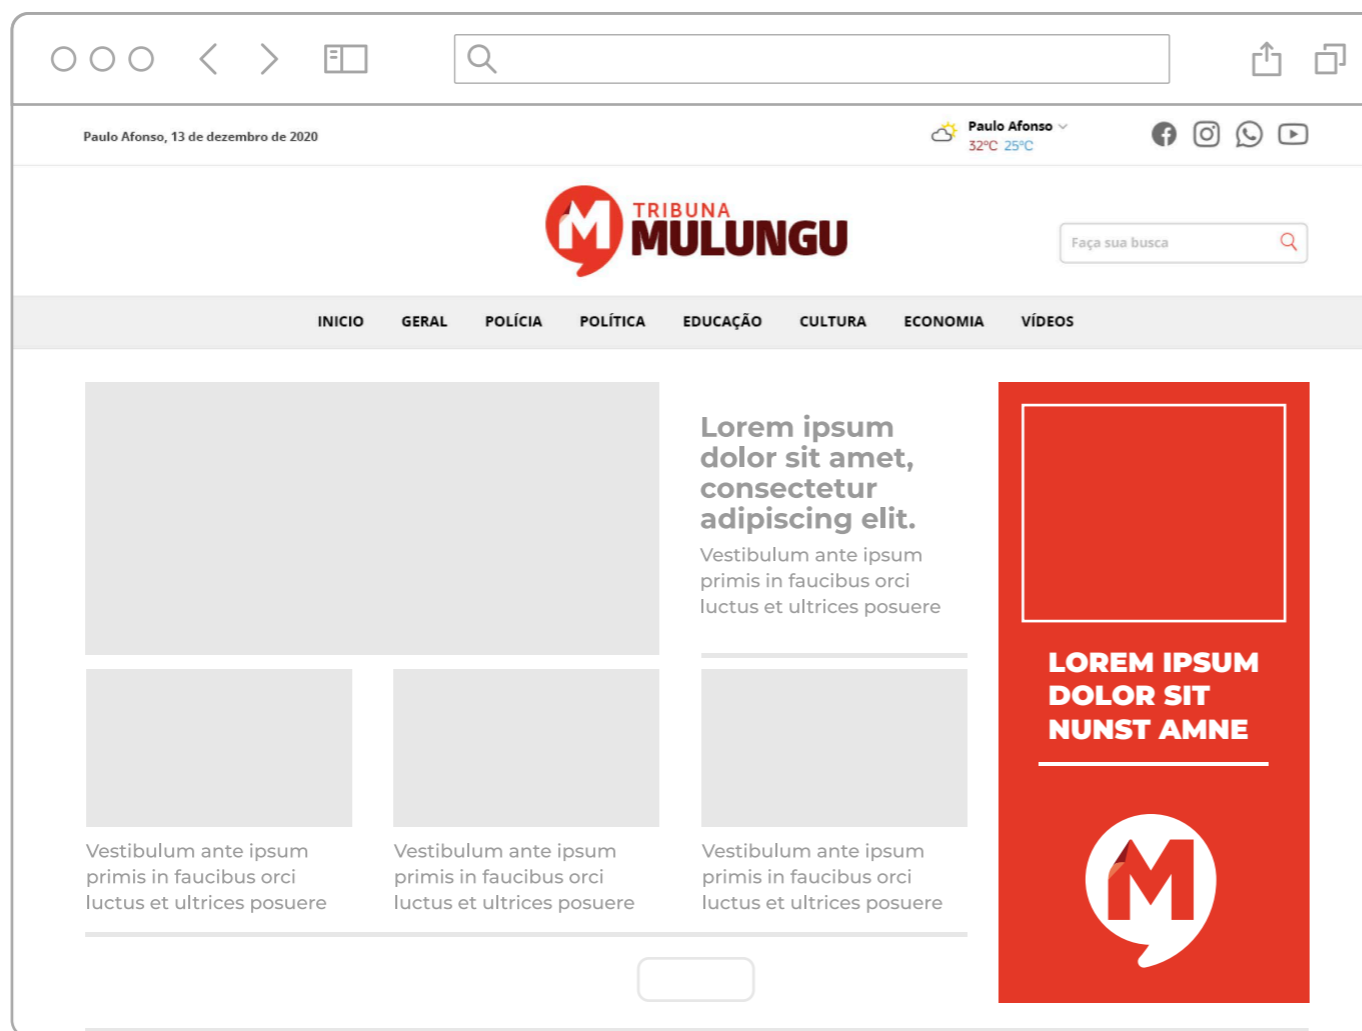 Paulo Afonso, 13 de dezembro de 2020
Paulo Afonso
32ºC 25ºC
TRIBUNA
MULUNGU
Faça sua busca
INICIO GERAL POLÍCIA POLÍTICA EDUCAÇÃO CULTURA ECONOMIA VÍDEOS
Lorem ipsum
dolor sit amet,
consectetur
adipiscing elit.
Vestibulum ante ipsum
primis in faucibus orci
luctus et ultrices posuere
Vestibulum ante ipsum
primis in faucibus orci
luctus et ultrices posuere
Vestibulum ante ipsum
primis in faucibus orci
luctus et ultrices posuere
Vestibulum ante ipsum
primis in faucibus orci
luctus et ultrices posuere
LOREM IPSUM
DOLOR SIT
NUNST AMNE